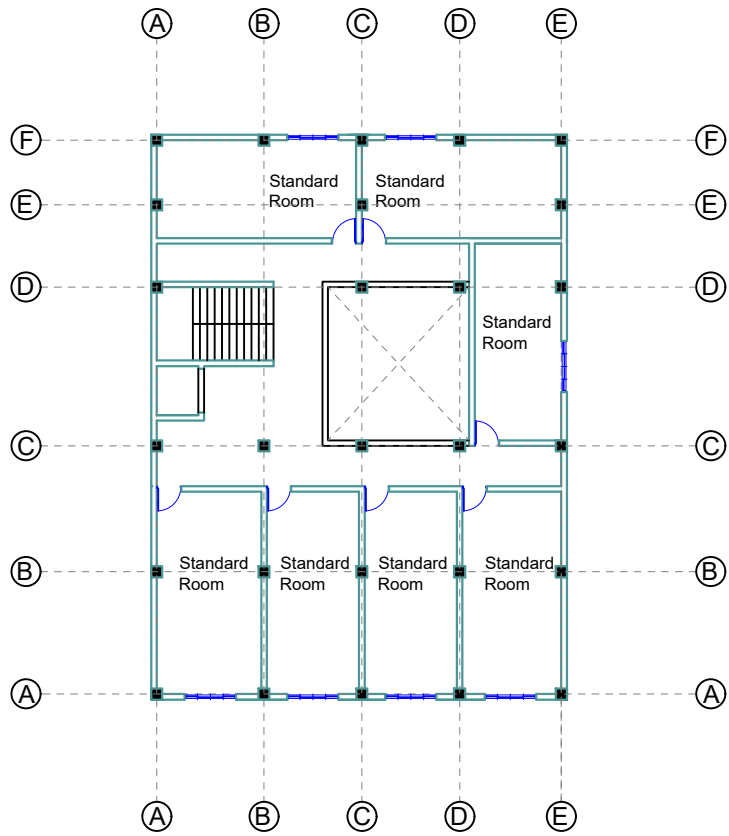 A B C D E
F F
Standard Standard
Room Room
E E
D D
Standard
Room
C C
Standard Standard Standard Standard
Room Room Room Room
B B
A A
A B C D E